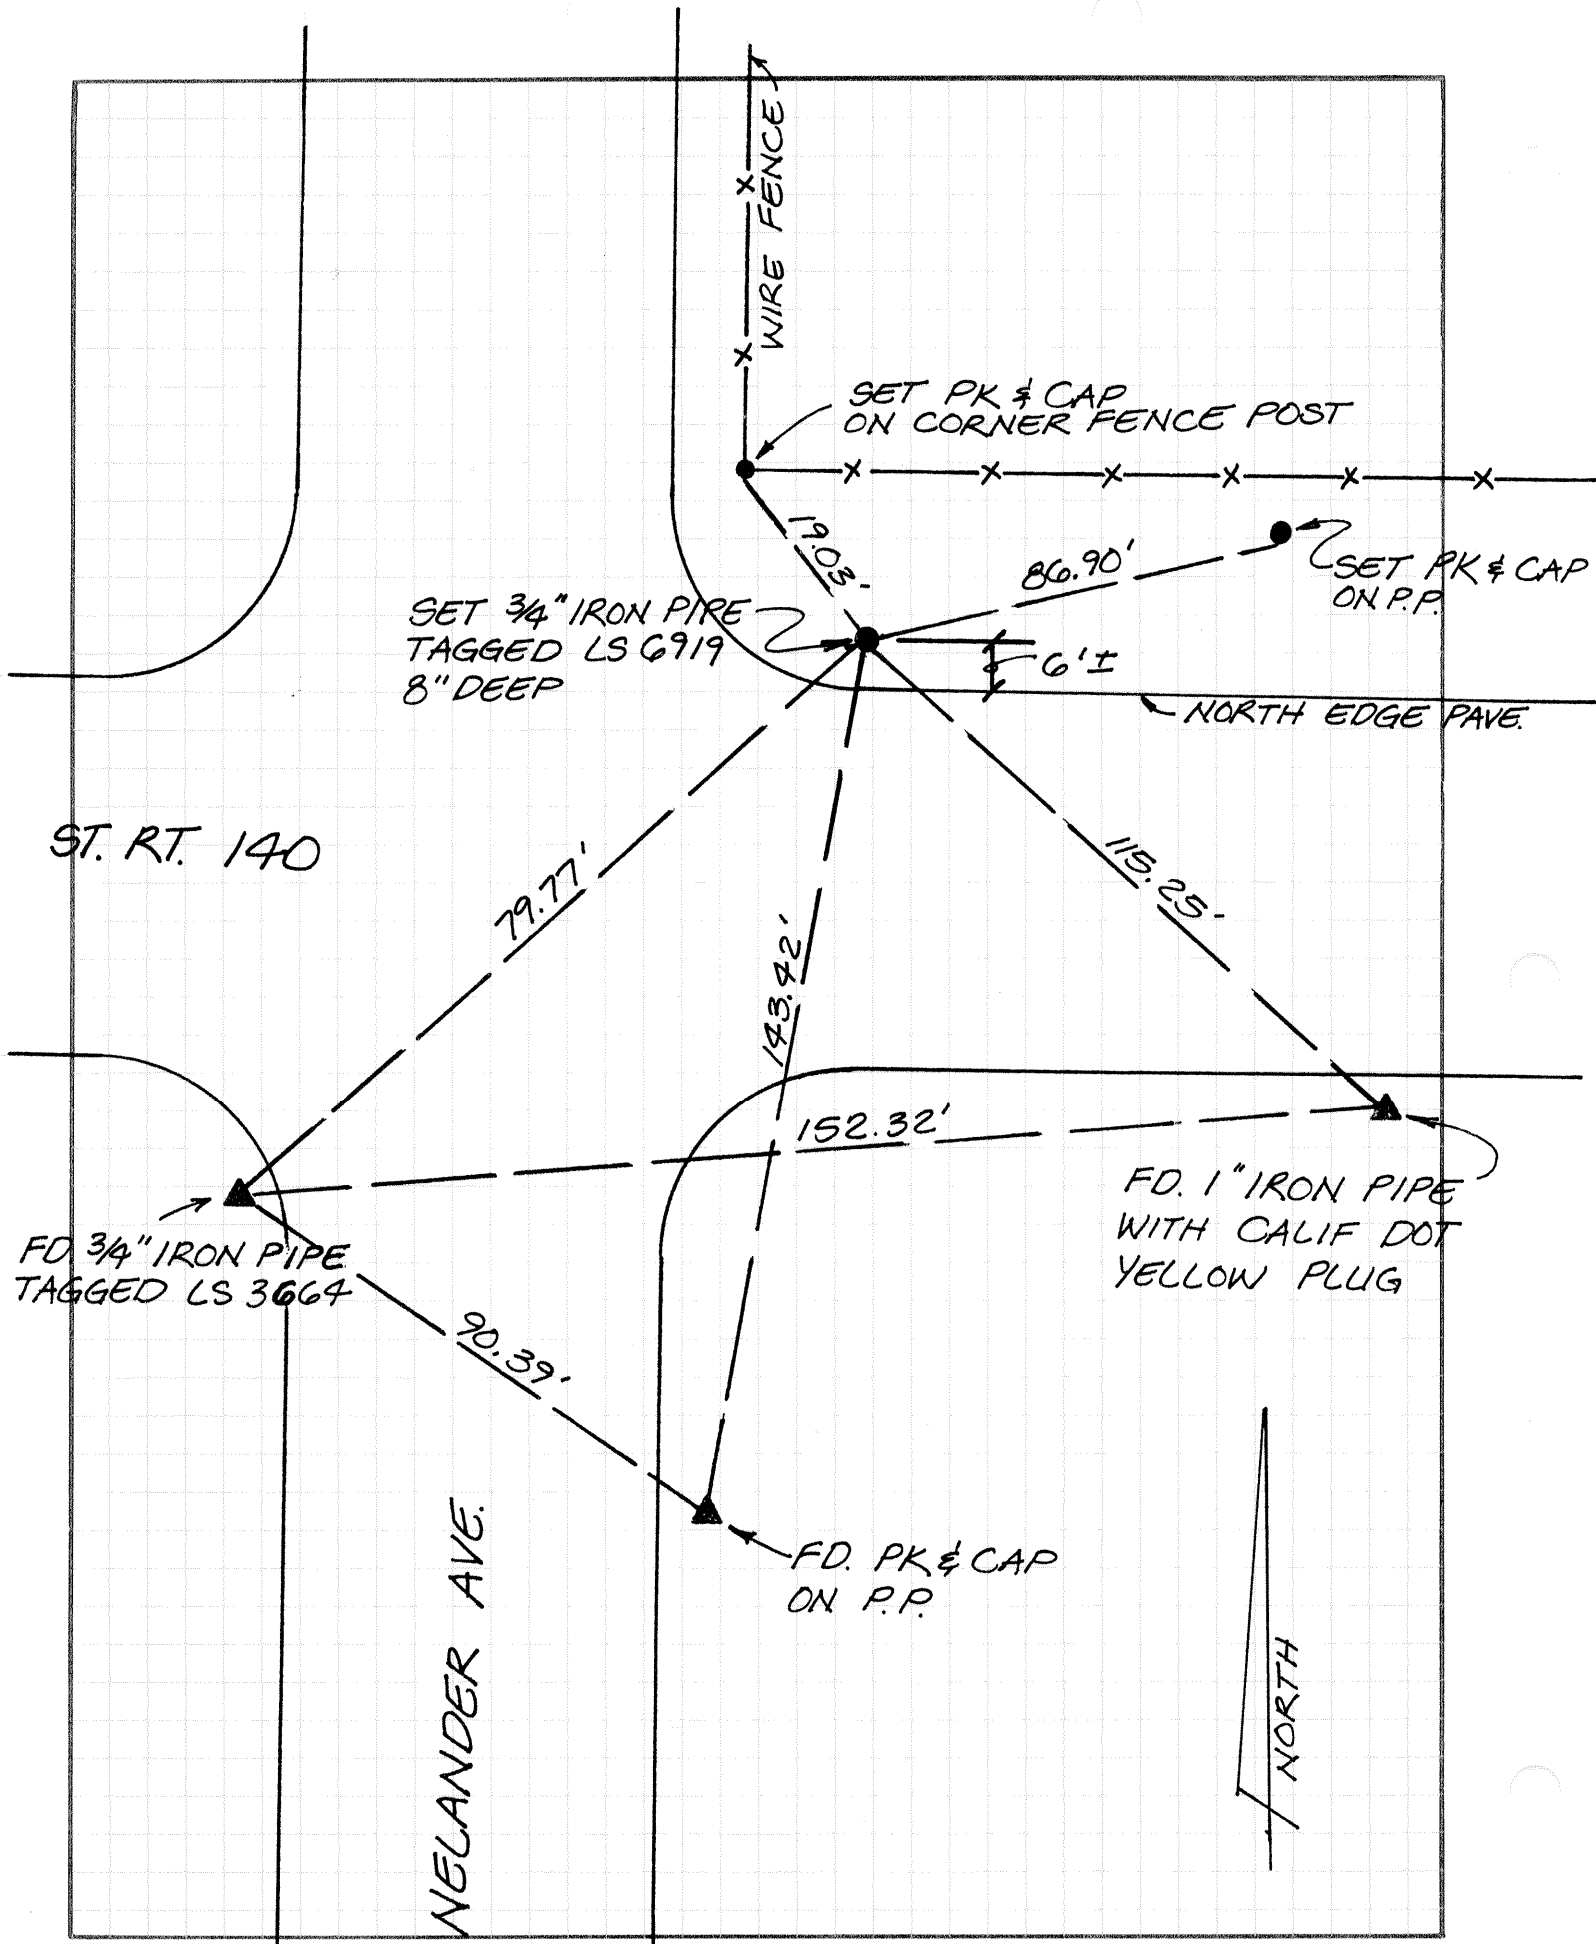 WIRE FENCE
SET PK & CAP
ON CORNER FENCE POST
19.03'
86.90'
SET PK & CAP
ON P.P.
SET 3/4" IRON PIPE
TAGGED LS 6919
8" DEEP
6'±
NORTH EDGE PAVE.
ST. RT. 140
79.77'
115.25'
143.42'
152.32'
FD. 1" IRON PIPE
WITH CALIF DOT
YELLOW PLUG
FD 3/4" IRON PIPE
TAGGED LS 3664
90.39'
FD. PK & CAP
ON P.P.
NELANDER AVE.
NORTH